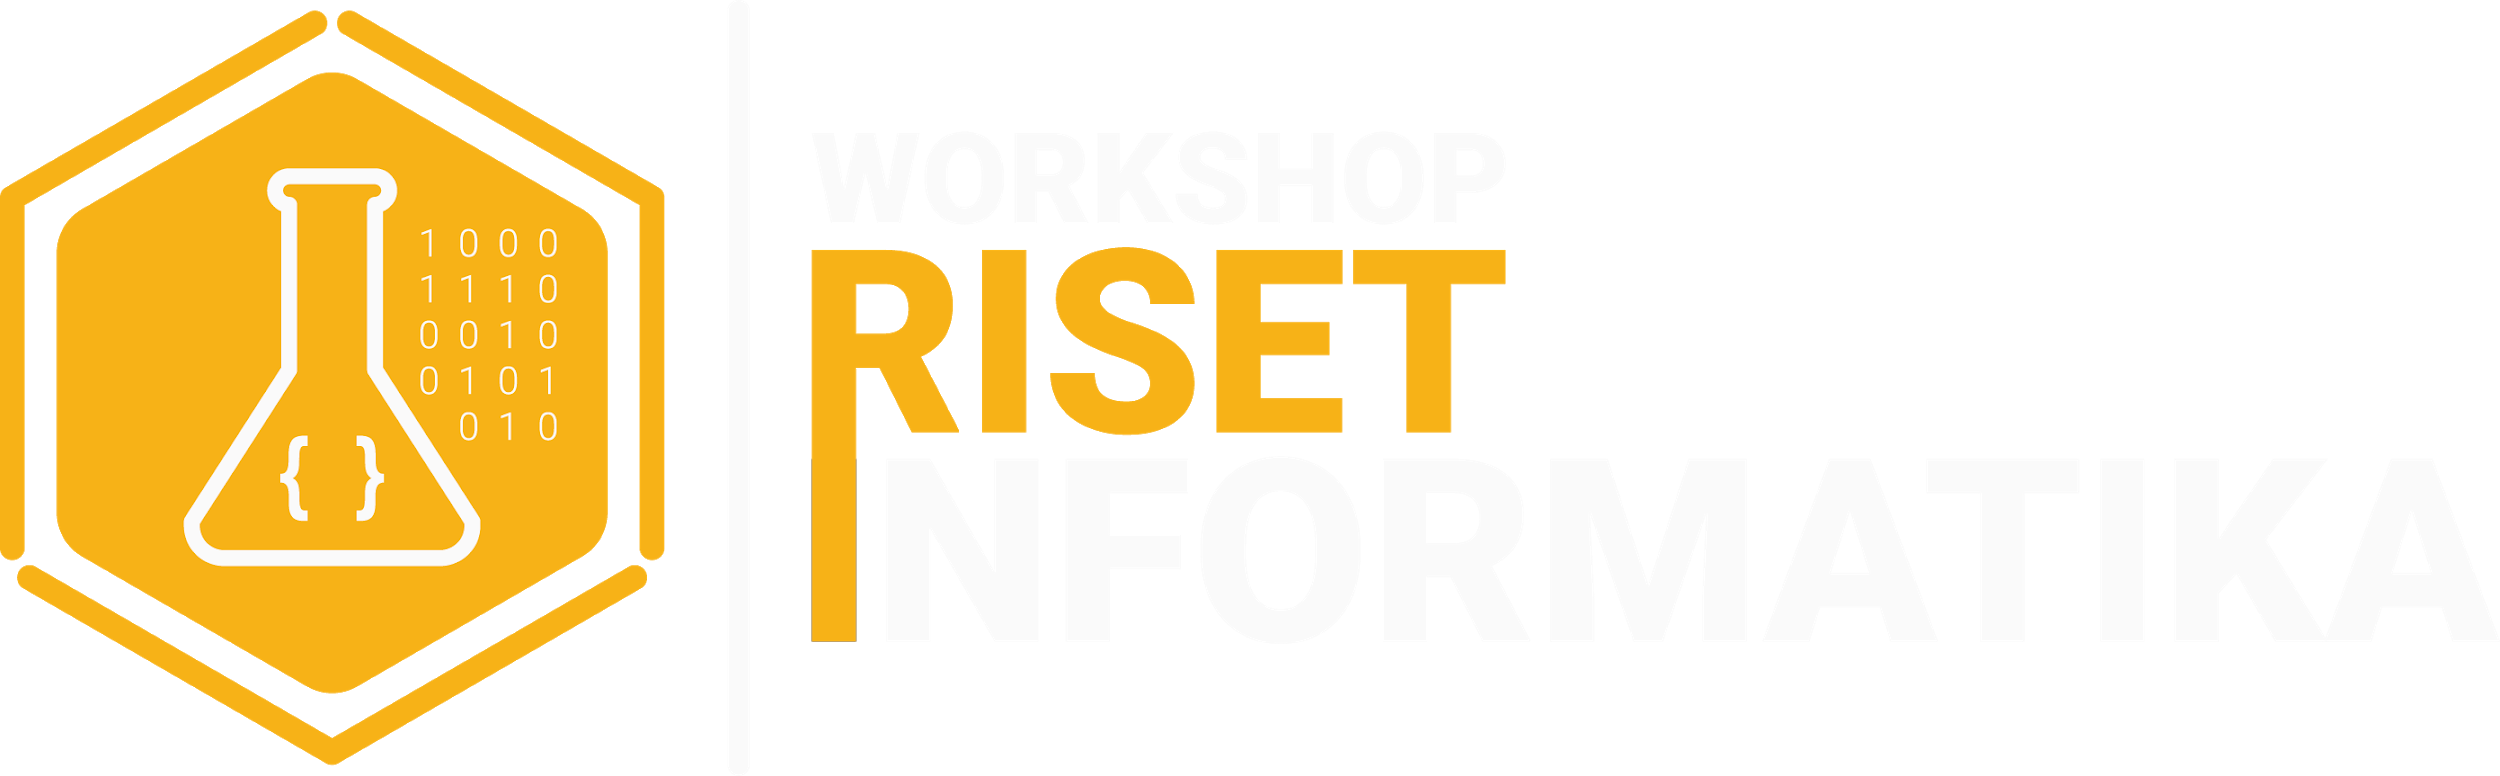 1 0 0 0
1 1 1 0
0 0 1 0
0 1 0 1
0 1 0
{ }
WORKSHOP
RISET
INFORMATIKA